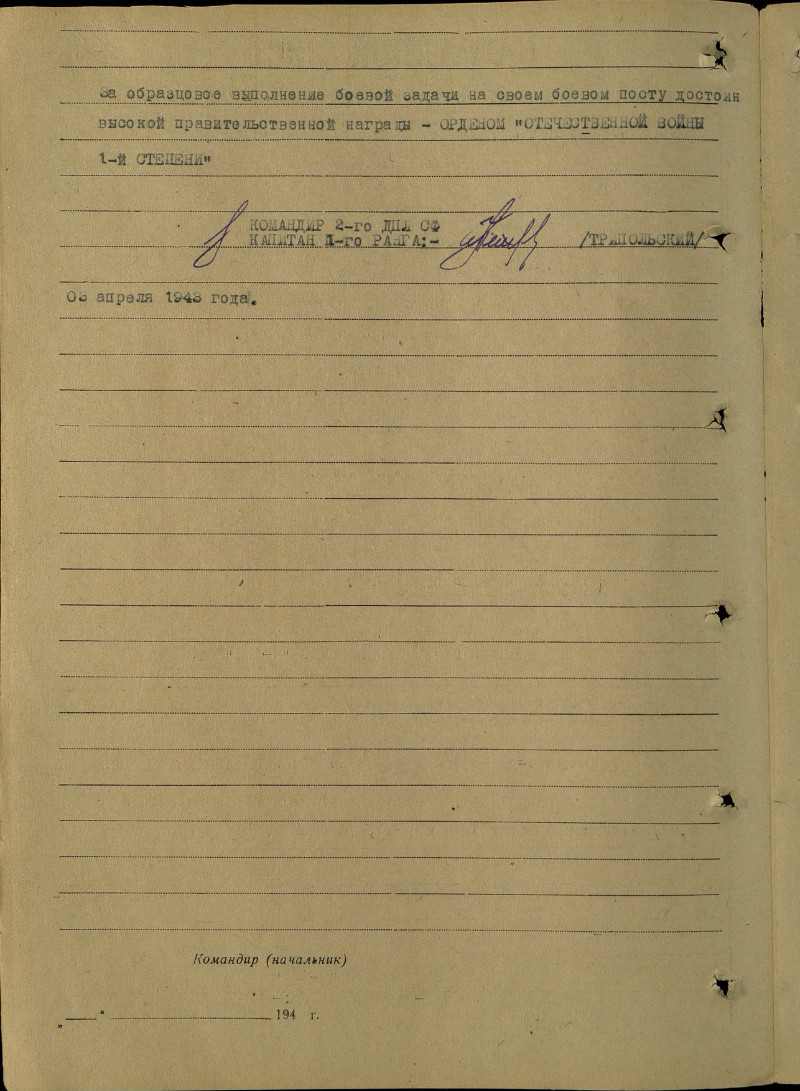 За образцовое выполнение боевой задачи на своем боевом посту достоин
высокой правительственной награды - ОРДЕНОМ "ОТЕЧЕСТВЕННОЙ ВОЙНЫ
1-й СТЕПЕНИ"
КОМАНДИР 2-го ДПЛ СФ
КАПИТАН 1-го РАНГА:- /ТРИПОЛЬСКИЙ/
03 апреля 1943 года.
Командир (начальник)
„ " 194 г.